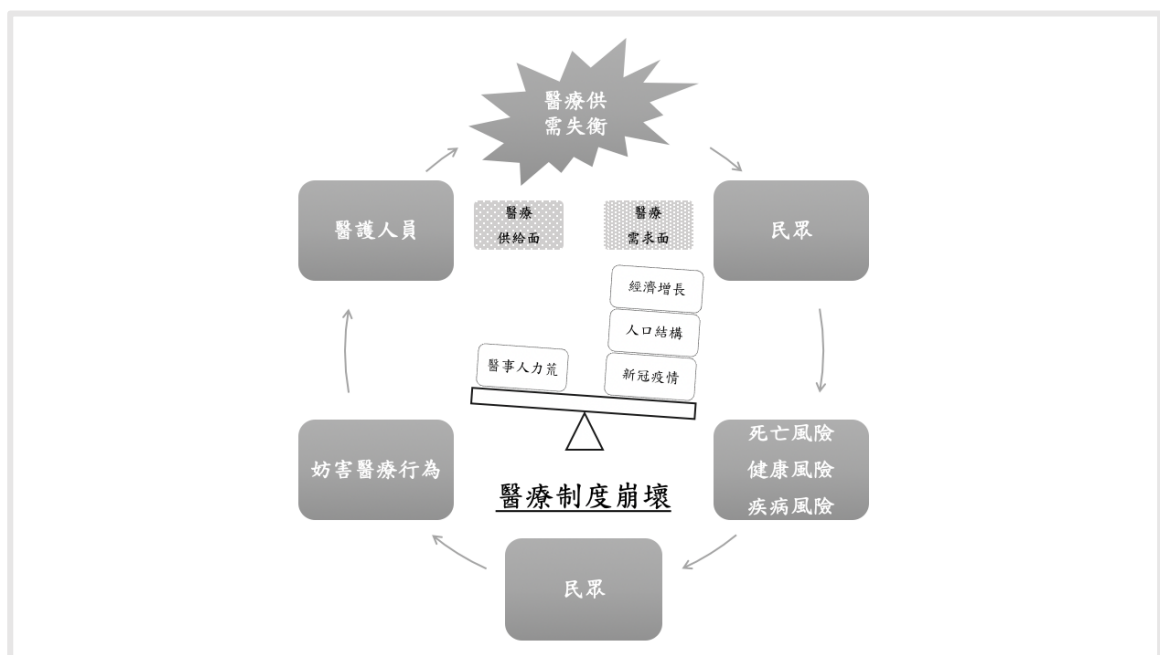 醫療供
需失衡
醫護人員
醫療
供給面
醫療
需求面
民眾
經濟增長
人口結構
醫事人力荒
新冠疫情
妨害醫療行為
死亡風險
健康風險
疾病風險
醫療制度崩壞
民眾